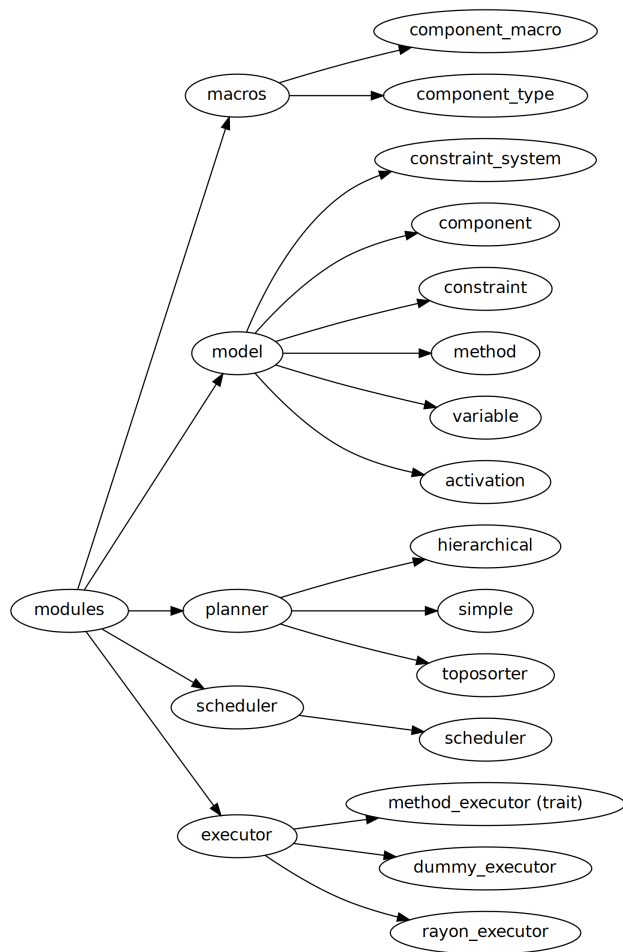 component_macro
macros
component_type
constraint_system
component
constraint
model
method
variable
activation
hierarchical
modules
planner
simple
toposorter
scheduler
scheduler
method_executor (trait)
executor
dummy_executor
rayon_executor